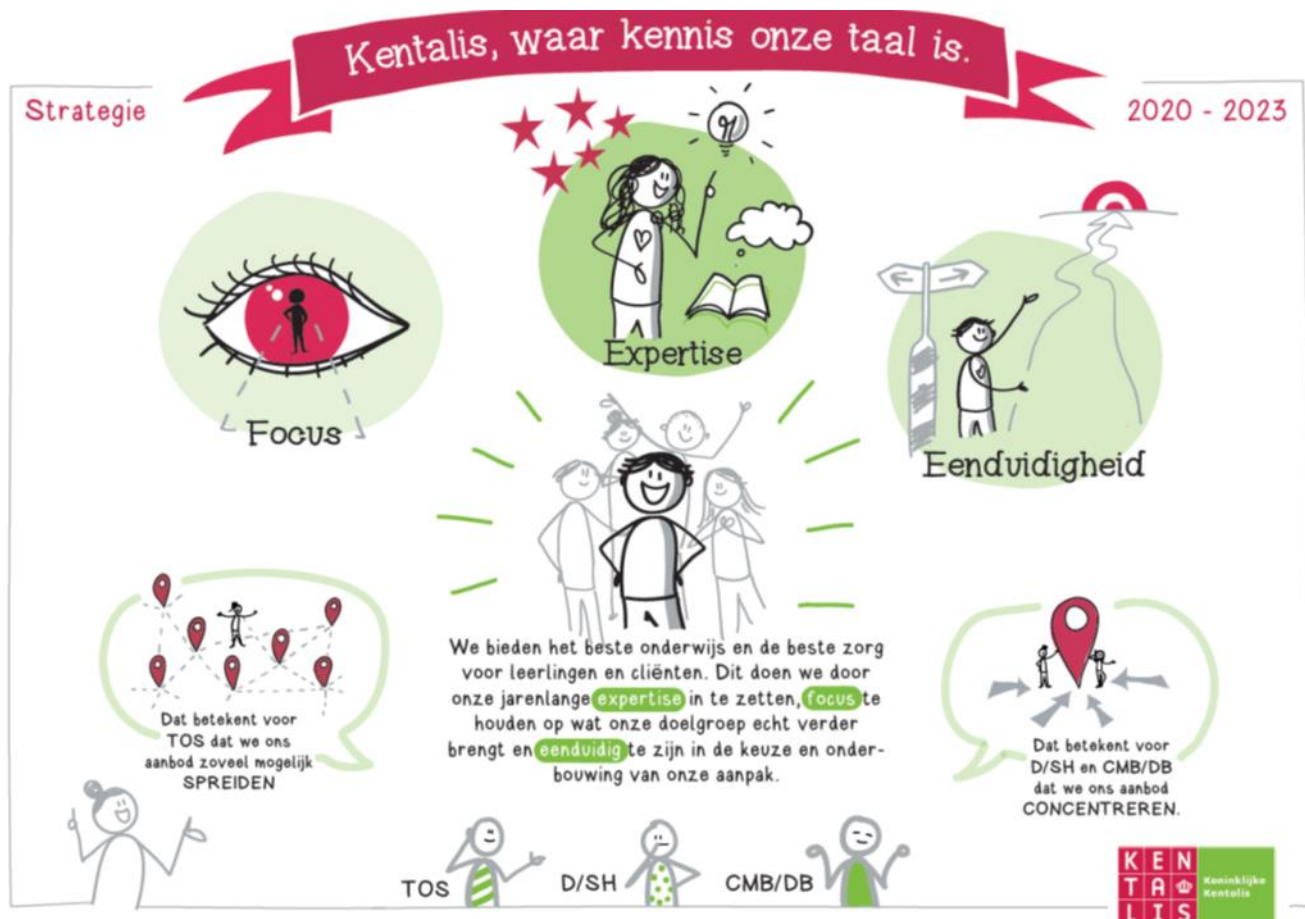 Kentalis, waar kennis onze taal is.
Strategie
2020 - 2023
Focus
Expertise
Eenduidigheid
We bieden het beste onderwijs en de beste zorg
voor leerlingen en cliënten. Dit doen we door
onze jarenlange expertise in te zetten, focus te
houden op wat onze doelgroep echt verder
brengt en eenduidig te zijn in de keuze en onder-
bouwing van onze aanpak.
Dat betekent voor
TOS dat we ons
aanbod zoveel mogelijk
SPREIDEN
Dat betekent voor
D/SH en CMB/DB
dat we ons aanbod
CONCENTREREN.
TOS
D/SH
CMB/DB
KEN
TA
LIS
Koninklijke
Kentalis